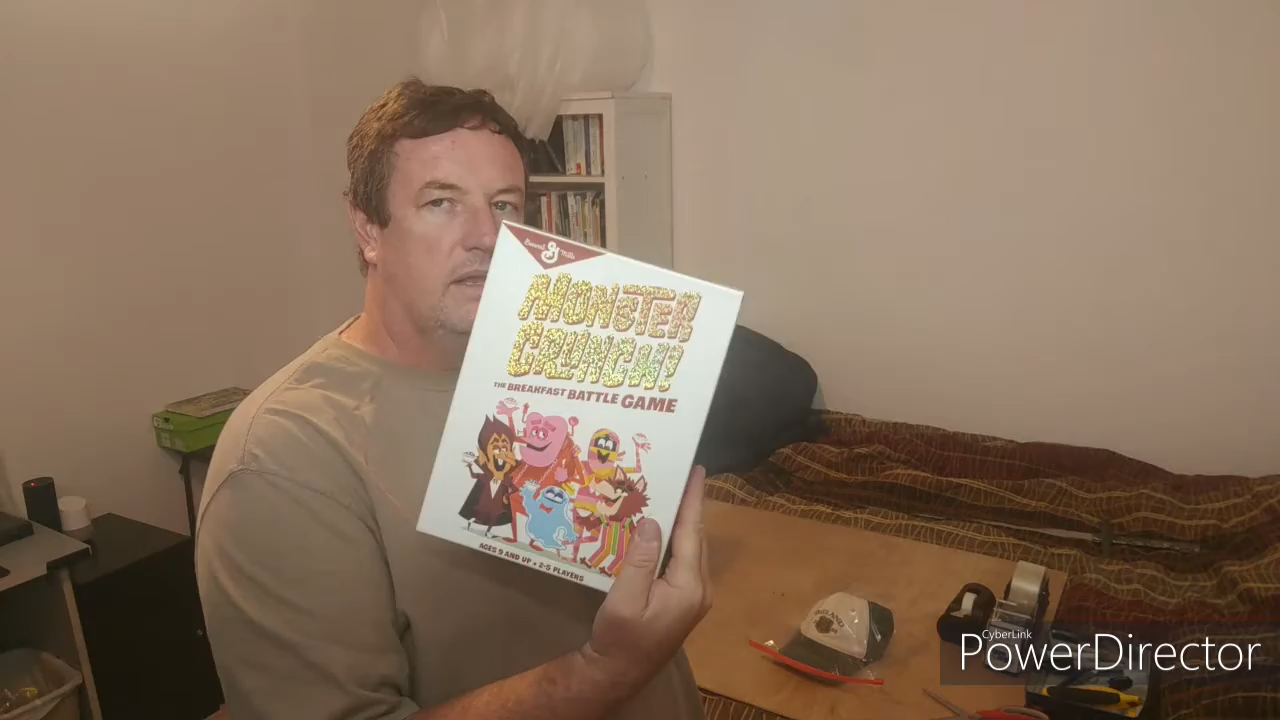 General Mills
MONSTER
CRUNCH!
THE BREAKFAST BATTLE GAME
AGES 9 AND UP • 2-5 PLAYERS
CyberLink
PowerDirector